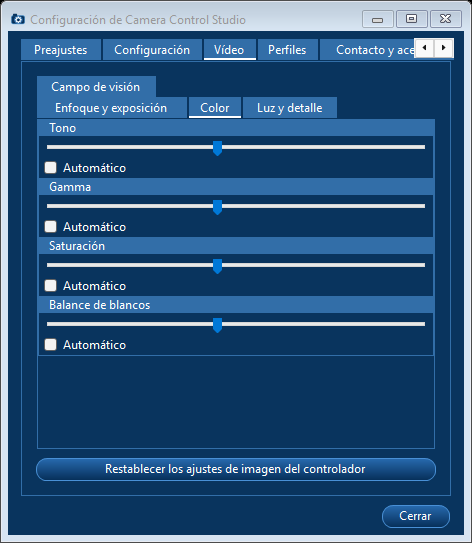 Configuración de Camera Control Studio
Preajustes Configuración Vídeo Perfiles Contacto y ace
Campo de visión
Enfoque y exposición Color Luz y detalle
Tono
Automático
Gamma
Automático
Saturación
Automático
Balance de blancos
Automático
Restablecer los ajustes de imagen del controlador
Cerrar